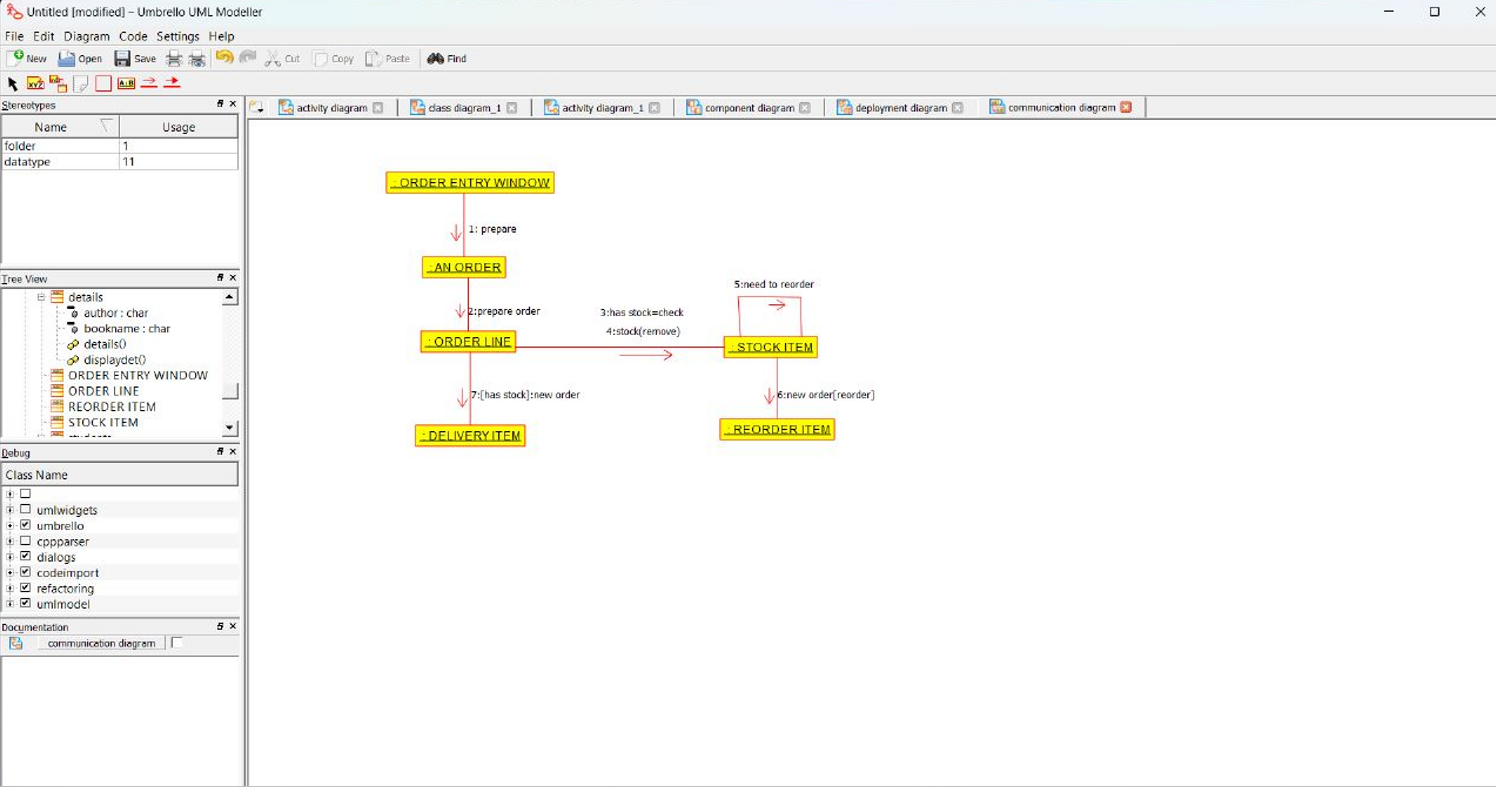 Untitled [modified] – Umbrello UML Modeller
File Edit Diagram Code Settings Help
New Open Save Cut Copy Paste Find
XYZ A⊥B
Stereotypes
Name Usage
folder 1
datatype 11
Tree View
details
author : char
bookname : char
details()
displaydet()
ORDER ENTRY WINDOW
ORDER LINE
REORDER ITEM
STOCK ITEM
Debug
Class Name
umlwidgets
umbrello
cppparser
dialogs
codeimport
refactoring
umlmodel
Documentation
communication diagram
activity diagram class diagram_1 activity diagram_1 component diagram deployment diagram communication diagram
: ORDER ENTRY WINDOW
1: prepare
: AN ORDER
2:prepare order
3:has stock=check
4:stock(remove)
5:need to reorder
: ORDER LINE
: STOCK ITEM
7:[has stock]:new order
6:new order[reorder]
: DELIVERY ITEM
: REORDER ITEM